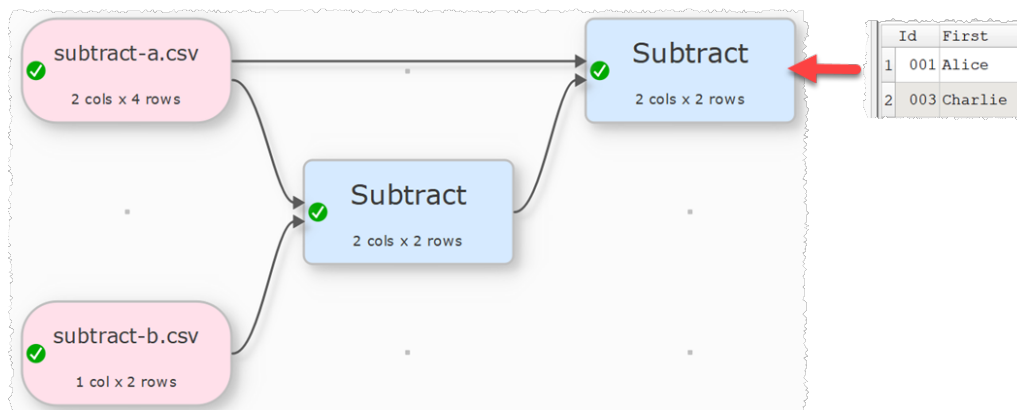 subtract-a.csv
2 cols x 4 rows
Subtract
2 cols x 2 rows
Id First
1 001 Alice
2 003 Charlie
Subtract
2 cols x 2 rows
subtract-b.csv
1 col x 2 rows